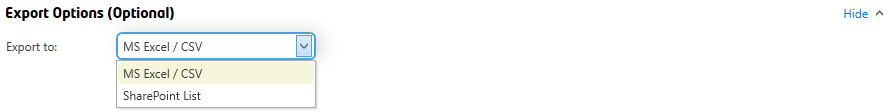 Export Options (Optional) Hide
Export to: MS Excel / CSV
MS Excel / CSV
SharePoint List